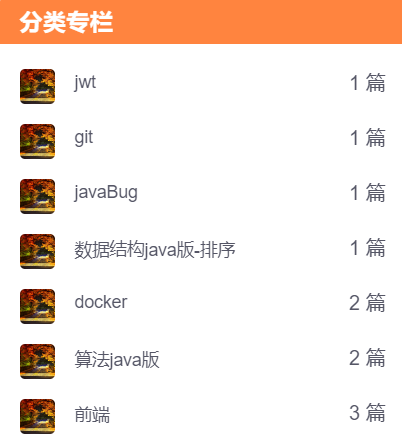 分类专栏
jwt 1 篇
git 1 篇
javaBug 1 篇
数据结构java版-排序 1 篇
docker 2 篇
算法java版 2 篇
前端 3 篇